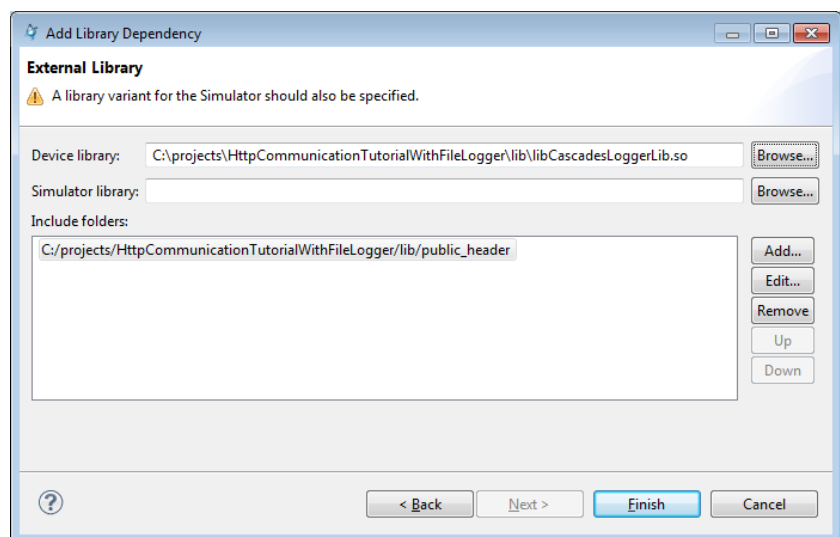 Add Library Dependency
External Library
A library variant for the Simulator should also be specified.
Device library: C:\projects\HttpCommunicationTutorialWithFileLogger\lib\libCascadesLoggerLib.so Browse...
Simulator library: Browse...
Include folders:
C:/projects/HttpCommunicationTutorialWithFileLogger/lib/public_header Add...
Edit...
Remove
Up
Down
? < Back Next > Finish Cancel